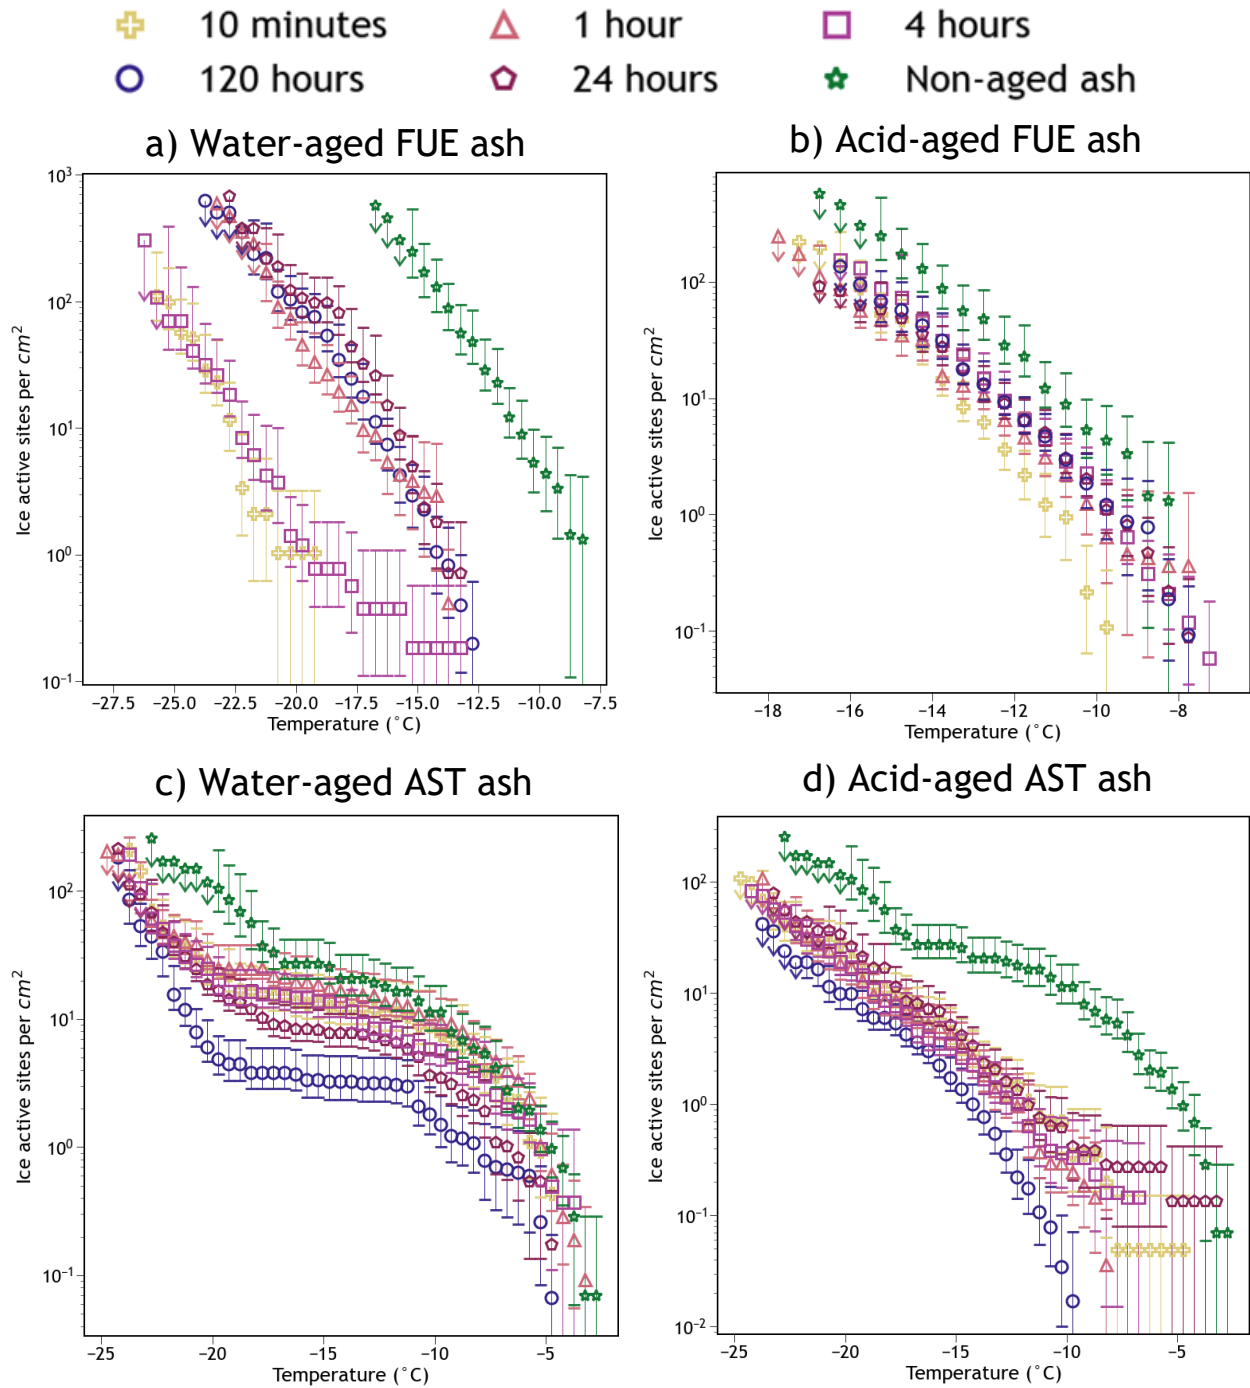 10 minutes 1 hour 4 hours
120 hours 24 hours Non-aged ash
a) Water-aged FUE ash b) Acid-aged FUE ash
Ice active sites per cm²
10³
10²
10¹
10⁰
10⁻¹
−27.5 −25.0 −22.5 −20.0 −17.5 −15.0 −12.5 −10.0 −7.5
Temperature (˚C)
Ice active sites per cm²
10²
10¹
10⁰
10⁻¹
−18 −16 −14 −12 −10 −8
Temperature (˚C)
c) Water-aged AST ash d) Acid-aged AST ash
Ice active sites per cm²
10²
10¹
10⁰
10⁻¹
−25 −20 −15 −10 −5
Temperature (˚C)
Ice active sites per cm²
10²
10¹
10⁰
10⁻¹
10⁻²
−25 −20 −15 −10 −5
Temperature (˚C)